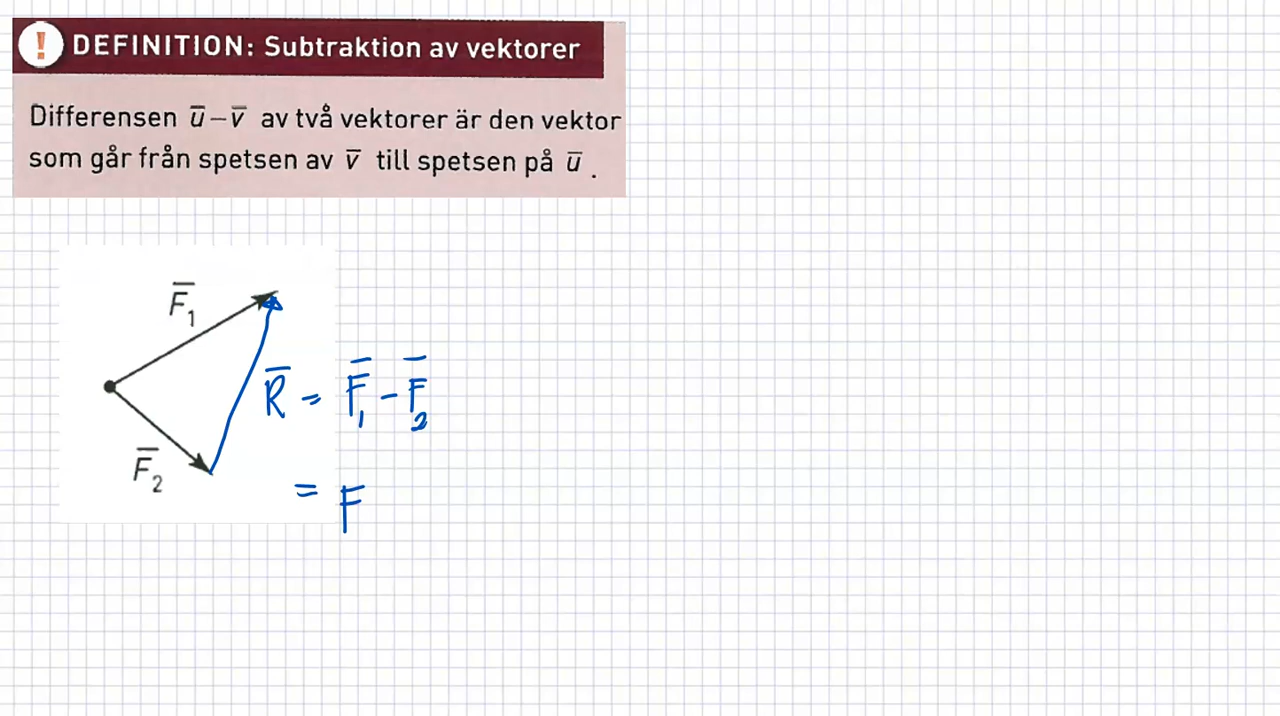 ! DEFINITION: Subtraktion av vektorer
Differensen u̅ – v̅ av två vektorer är den vektor
som går från spetsen av v̅ till spetsen på u̅ .
F̅₁
R̅ = F̅₁ - F̅₂
F̅₂
= F